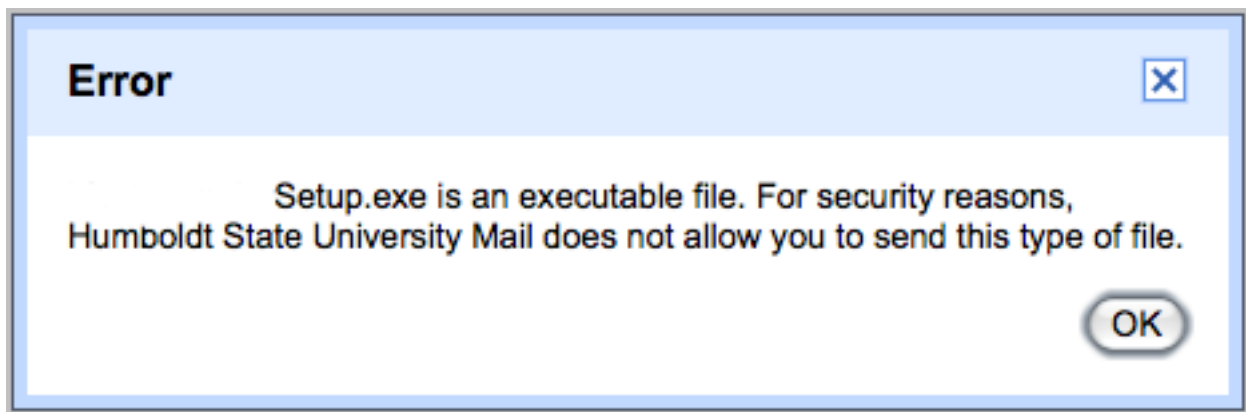 Error
Setup.exe is an executable file. For security reasons,
Humboldt State University Mail does not allow you to send this type of file.
OK